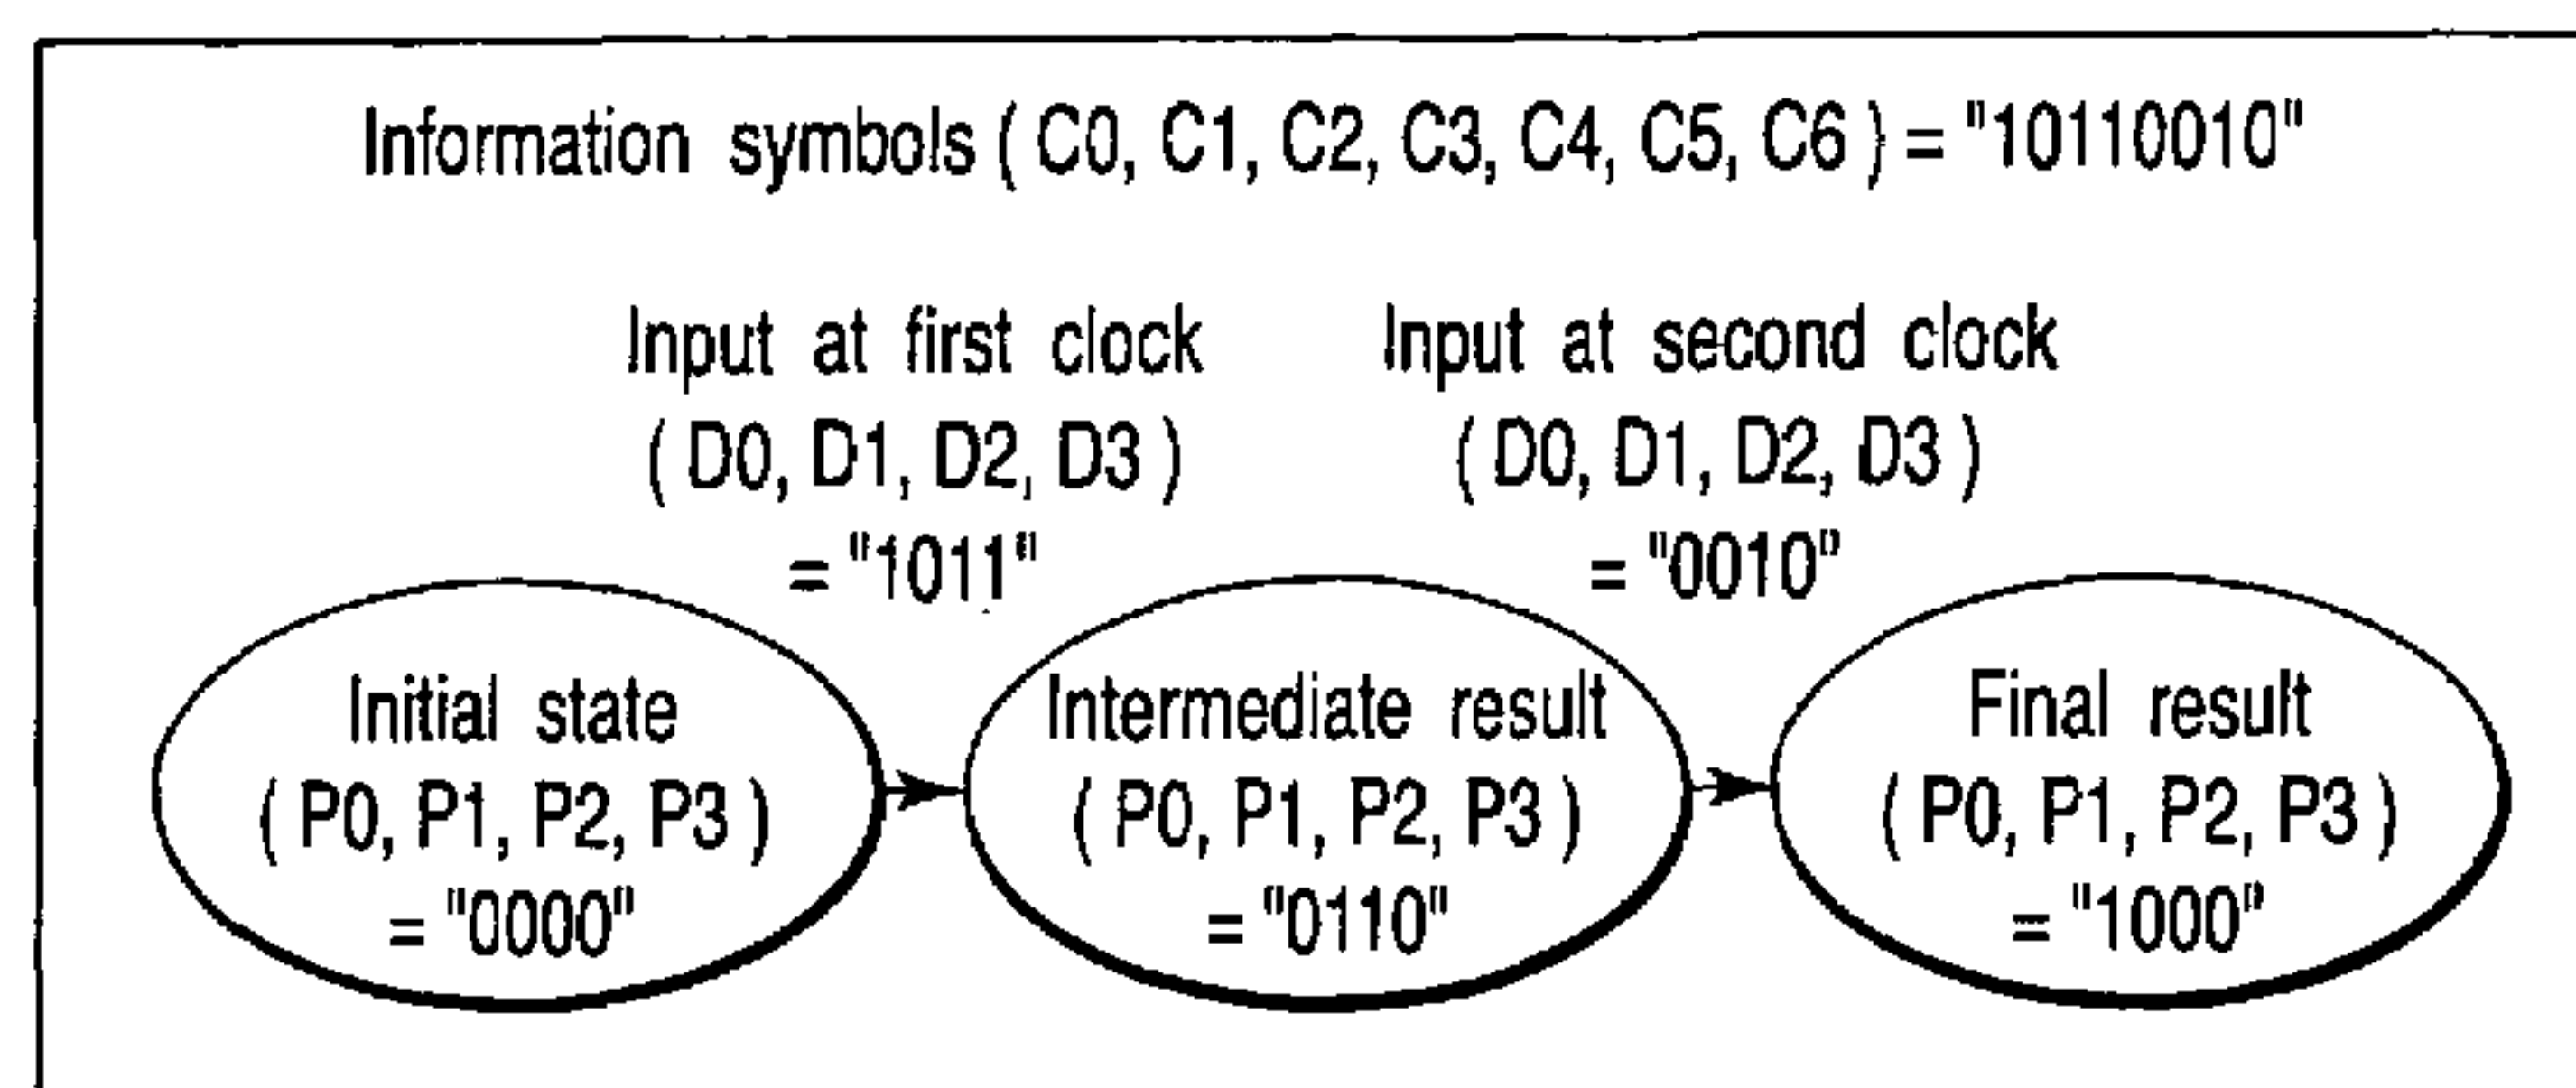 Information symbols ( C0, C1, C2, C3, C4, C5, C6 ) = "10110010"
Input at first clock
( D0, D1, D2, D3 )
= "1011"
Input at second clock
( D0, D1, D2, D3 )
= "0010"
Initial state
( P0, P1, P2, P3 )
= "0000"
Intermediate result
( P0, P1, P2, P3 )
= "0110"
Final result
( P0, P1, P2, P3 )
= "1000"